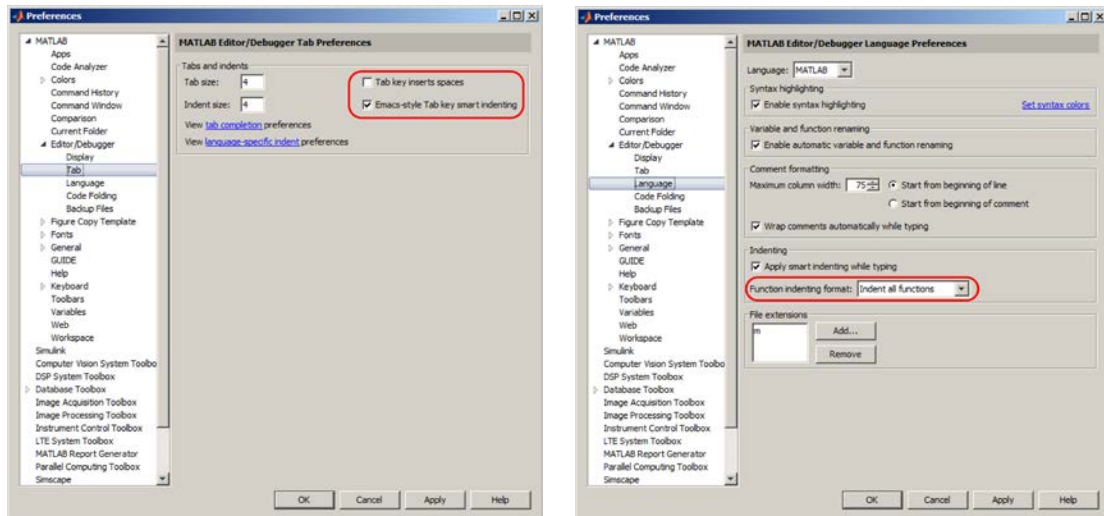 Preferences
MATLAB
Apps
Code Analyzer
Colors
Command History
Command Window
Comparison
Current Folder
Editor/Debugger
Display
Tab
Language
Code Folding
Backup Files
Figure Copy Template
Fonts
General
GUIDE
Help
Keyboard
Toolbars
Variables
Web
Workspace
Simulink
Computer Vision System Toolbo
DSP System Toolbox
Database Toolbox
Image Acquisition Toolbox
Image Processing Toolbox
Instrument Control Toolbox
LTE System Toolbox
MATLAB Report Generator
Parallel Computing Toolbox
Simscape
MATLAB Editor/Debugger Tab Preferences
Tabs and indents
Tab size: 4 Tab key inserts spaces
Indent size: 4 Emacs-style Tab key smart indenting
View tab completion preferences
View language-specific indent preferences
OK Cancel Apply Help
Preferences
MATLAB
Apps
Code Analyzer
Colors
Command History
Command Window
Comparison
Current Folder
Editor/Debugger
Display
Tab
Language
Code Folding
Backup Files
Figure Copy Template
Fonts
General
GUIDE
Help
Keyboard
Toolbars
Variables
Web
Workspace
Simulink
Computer Vision System Toolbo
DSP System Toolbox
Database Toolbox
Image Acquisition Toolbox
Image Processing Toolbox
Instrument Control Toolbox
LTE System Toolbox
MATLAB Report Generator
Parallel Computing Toolbox
Simscape
MATLAB Editor/Debugger Language Preferences
Language: MATLAB
Syntax highlighting
Enable syntax highlighting Set syntax colors
Variable and function renaming
Enable automatic variable and function renaming
Comment formatting
Maximum column width: 75 Start from beginning of line
Start from beginning of comment
Wrap comments automatically while typing
Indenting
Apply smart indenting while typing
Function indenting format: Indent all functions
File extensions
m Add...
Remove
OK Cancel Apply Help